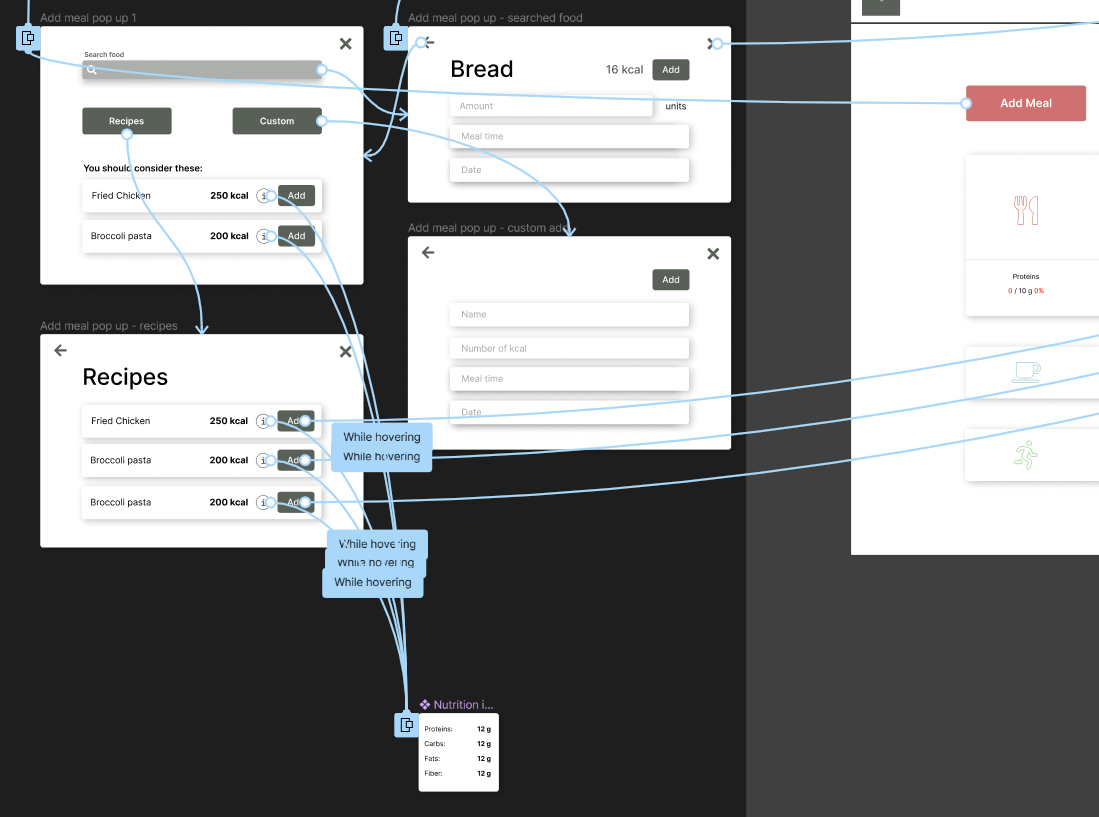 Add meal pop up 1
Search food
Recipes
Custom
You should consider these:
Fried Chicken 250 kcal i Add
Broccoli pasta 200 kcal i Add
Add meal pop up - searched food
Bread 16 kcal Add
Amount units
Meal time
Date
Add meal pop up - custom ad
Add
Name
Number of kcal
Meal time
Date
Add meal pop up - recipes
Recipes
Fried Chicken 250 kcal i Add
Broccoli pasta 200 kcal i Add
Broccoli pasta 200 kcal i Add
While hovering
While hovering
While hovering
While hovering
While hovering
Nutrition i...
Proteins: 12 g
Carbs: 12 g
Fats: 12 g
Fiber: 12 g
Add Meal
Proteins
0 / 10 g 0%